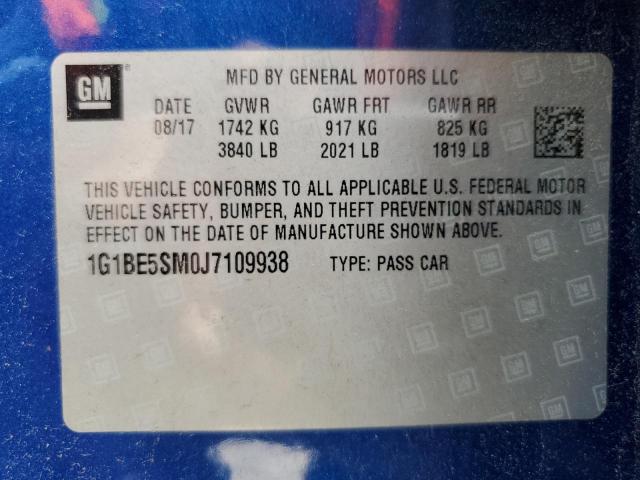 GM
MFD BY GENERAL MOTORS LLC
DATE GVWR GAWR FRT GAWR RR
08/17 1742 KG 917 KG 825 KG
3840 LB 2021 LB 1819 LB
THIS VEHICLE CONFORMS TO ALL APPLICABLE U.S. FEDERAL MOTOR
VEHICLE SAFETY, BUMPER, AND THEFT PREVENTION STANDARDS IN
EFFECT ON THE DATE OF MANUFACTURE SHOWN ABOVE.
1G1BE5SM0J7109938 TYPE: PASS CAR